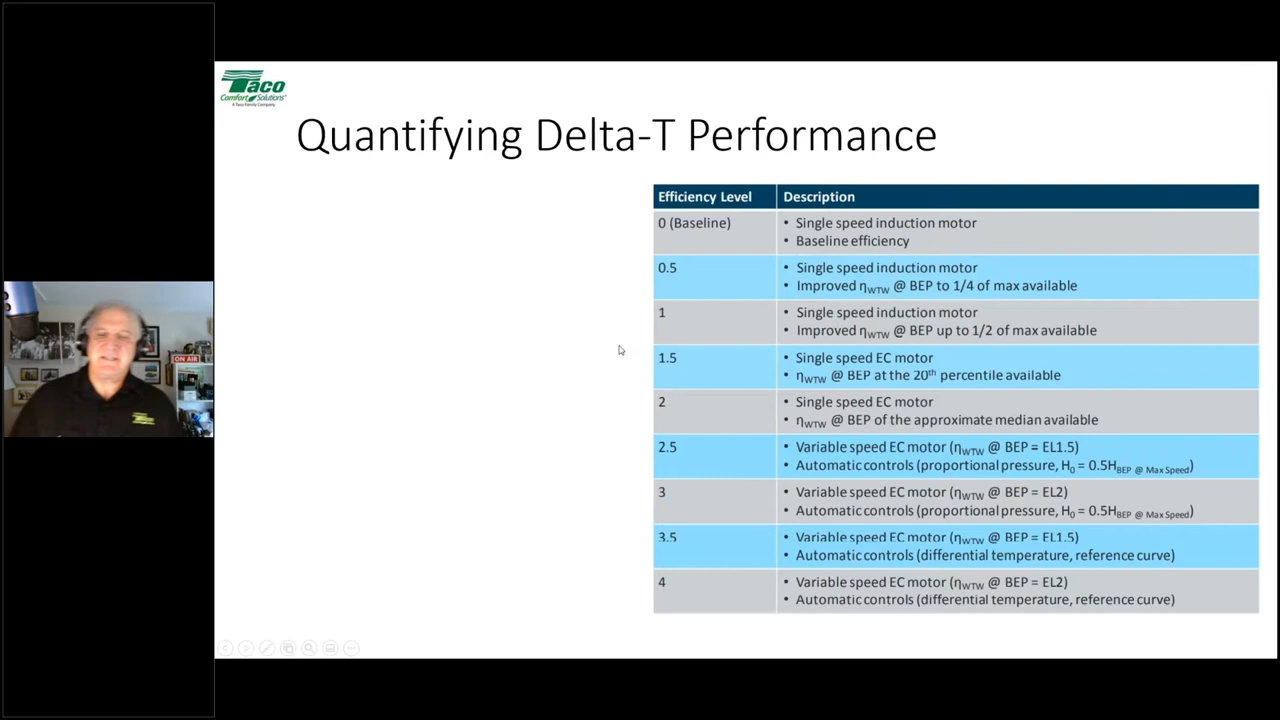 Taco
Comfort Solutions
A Taco Family Company
Quantifying Delta-T Performance
Efficiency Level Description
0 (Baseline) • Single speed induction motor
• Baseline efficiency
0.5 • Single speed induction motor
• Improved ηWTW @ BEP to 1/4 of max available
1 • Single speed induction motor
• Improved ηWTW @ BEP up to 1/2 of max available
1.5 • Single speed EC motor
• ηWTW @ BEP at the 20th percentile available
2 • Single speed EC motor
• ηWTW @ BEP of the approximate median available
2.5 • Variable speed EC motor (ηWTW @ BEP = EL1.5)
• Automatic controls (proportional pressure, H0 = 0.5HBEP @ Max Speed)
3 • Variable speed EC motor (ηWTW @ BEP = EL2)
• Automatic controls (proportional pressure, H0 = 0.5HBEP @ Max Speed)
3.5 • Variable speed EC motor (ηWTW @ BEP = EL1.5)
• Automatic controls (differential temperature, reference curve)
4 • Variable speed EC motor (ηWTW @ BEP = EL2)
• Automatic controls (differential temperature, reference curve)
ON AIR
Taco